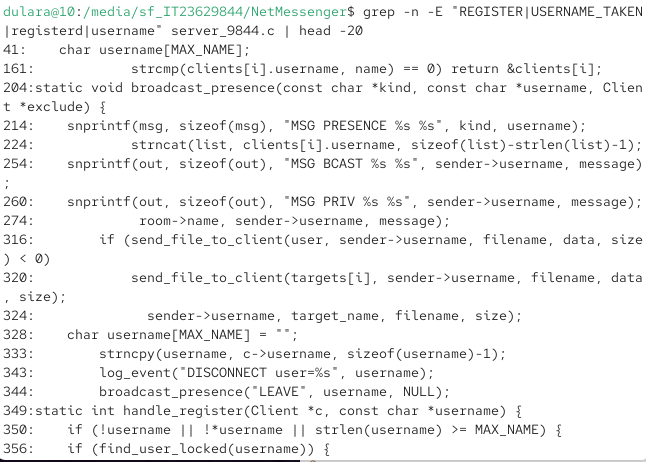 dulara@10:/media/sf_IT23629844/NetMessenger$ grep -n -E "REGISTER|USERNAME_TAKEN
|registerd|username" server_9844.c | head -20
41:    char username[MAX_NAME];
161:            strcmp(clients[i].username, name) == 0) return &clients[i];
204:static void broadcast_presence(const char *kind, const char *username, Clien
t *exclude) {
214:    snprintf(msg, sizeof(msg), "MSG PRESENCE %s %s", kind, username);
224:            strncat(list, clients[i].username, sizeof(list)-strlen(list)-1);
254:    snprintf(out, sizeof(out), "MSG BCAST %s %s", sender->username, message)
;
260:    snprintf(out, sizeof(out), "MSG PRIV %s %s", sender->username, message);
274:             room->name, sender->username, message);
316:        if (send_file_to_client(user, sender->username, filename, data, size
) < 0)
320:            send_file_to_client(targets[i], sender->username, filename, data
, size);
324:              sender->username, target_name, filename, size);
328:    char username[MAX_NAME] = "";
333:        strncpy(username, c->username, sizeof(username)-1);
343:        log_event("DISCONNECT user=%s", username);
344:        broadcast_presence("LEAVE", username, NULL);
349:static int handle_register(Client *c, const char *username) {
350:    if (!username || !*username || strlen(username) >= MAX_NAME) {
356:    if (find_user_locked(username)) {